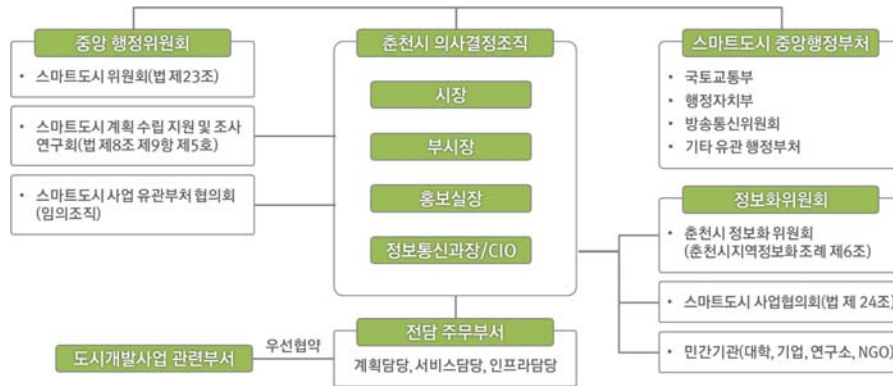 중앙 행정위원회
• 스마트도시 위원회(법 제23조)
• 스마트도시 계획 수립 지원 및 조사
연구회(법 제8조 제9항 제5호)
• 스마트도시 사업 유관부처 협의회
(임의조직)
춘천시 의사결정조직
시장
부시장
홍보실장
정보통신과장/CIO
스마트도시 중앙행정부처
• 국토교통부
• 행정자치부
• 방송통신위원회
• 기타 유관 행정부처
정보화위원회
• 춘천시 정보화 위원회
(춘천시지역정보화조례 제6조)
• 스마트도시 사업협의회(법 제 24조)
• 민간기관(대학, 기업, 연구소, NGO)
도시개발사업 관련부서
우선협약
전담 주무부서
계획담당, 서비스담당, 인프라담당